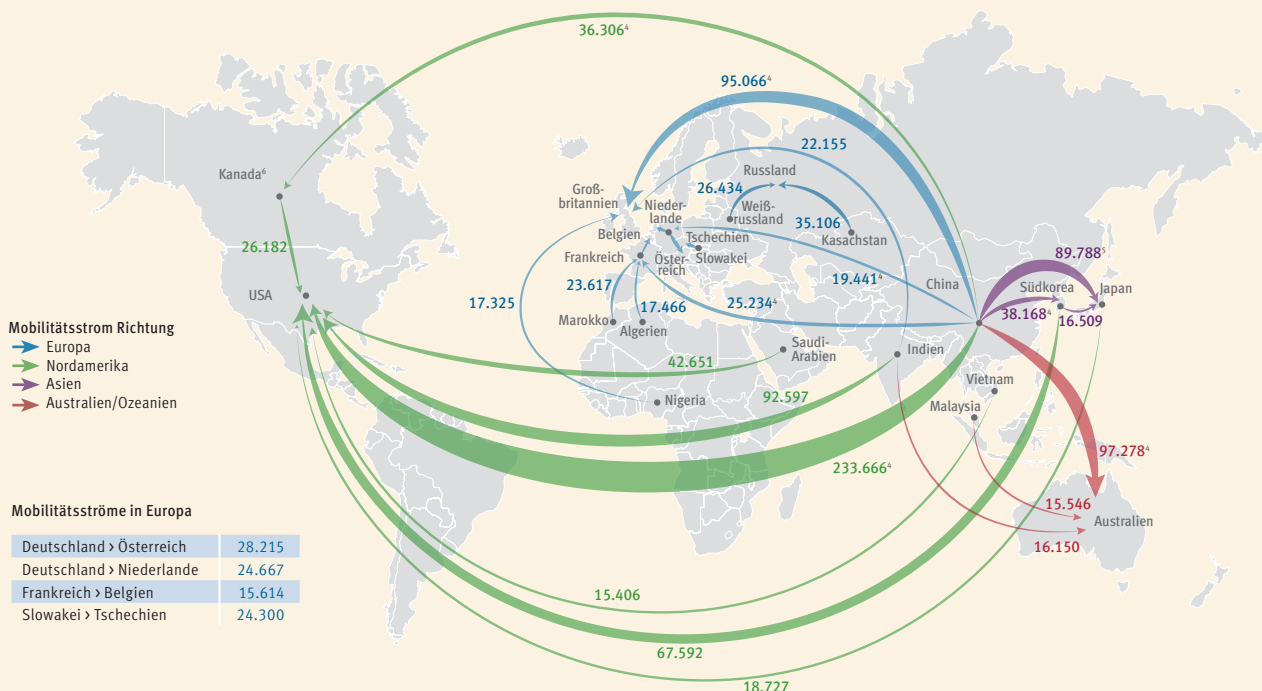 36.306⁴
95.066⁴
22.155
Kanada⁶
Russland
Groß-
britannien
26.434
Nieder-
lande
Weiß-
russland
35.106
Belgien
Tschechien
Kasachstan
26.182
Frankreich
Öster-
reich
Slowakei
89.788⁵
19.441⁴
China
Südkorea
Japan
USA
23.617
17.325
17.466
25.234⁴
38.168⁴
16.509
Marokko
Algerien
Mobilitätsstrom Richtung
Europa
Nordamerika
Asien
Australien/Ozeanien
Saudi-
Arabien
Indien
42.651
Vietnam
92.597
Nigeria
Malaysia
233.666⁴
97.278⁴
15.546
Australien
16.150
Mobilitätsströme in Europa
Deutschland › Österreich 28.215
Deutschland › Niederlande 24.667
Frankreich › Belgien 15.614
Slowakei › Tschechien 24.300
15.406
67.592
18.727